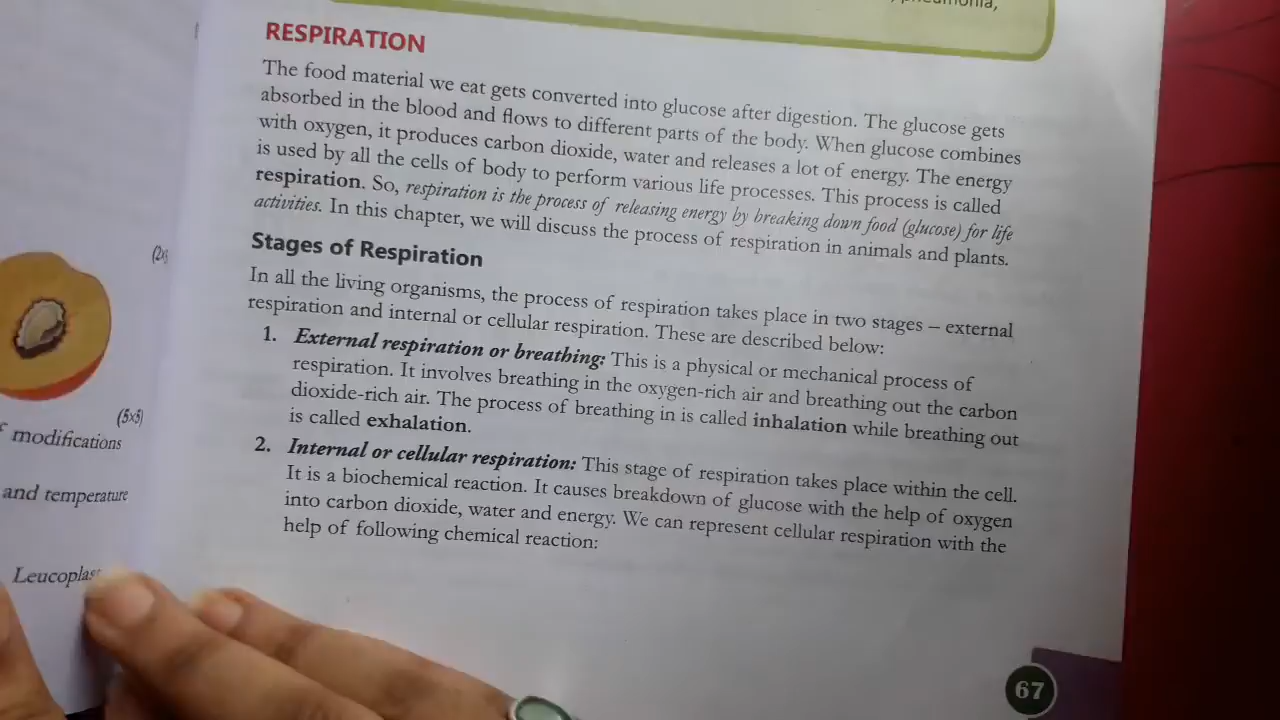 pneumonia,
RESPIRATION
The food material we eat gets converted into glucose after digestion. The glucose gets
absorbed in the blood and flows to different parts of the body. When glucose combines
with oxygen, it produces carbon dioxide, water and releases a lot of energy. The energy
is used by all the cells of body to perform various life processes. This process is called
respiration. So, respiration is the process of releasing energy by breaking down food (glucose) for life
activities. In this chapter, we will discuss the process of respiration in animals and plants.
Stages of Respiration
In all the living organisms, the process of respiration takes place in two stages – external
respiration and internal or cellular respiration. These are described below:
1. External respiration or breathing: This is a physical or mechanical process of
respiration. It involves breathing in the oxygen-rich air and breathing out the carbon
dioxide-rich air. The process of breathing in is called inhalation while breathing out
is called exhalation.
2. Internal or cellular respiration: This stage of respiration takes place within the cell.
It is a biochemical reaction. It causes breakdown of glucose with the help of oxygen
into carbon dioxide, water and energy. We can represent cellular respiration with the
help of following chemical reaction:
67
(5×5)
modifications
and temperature